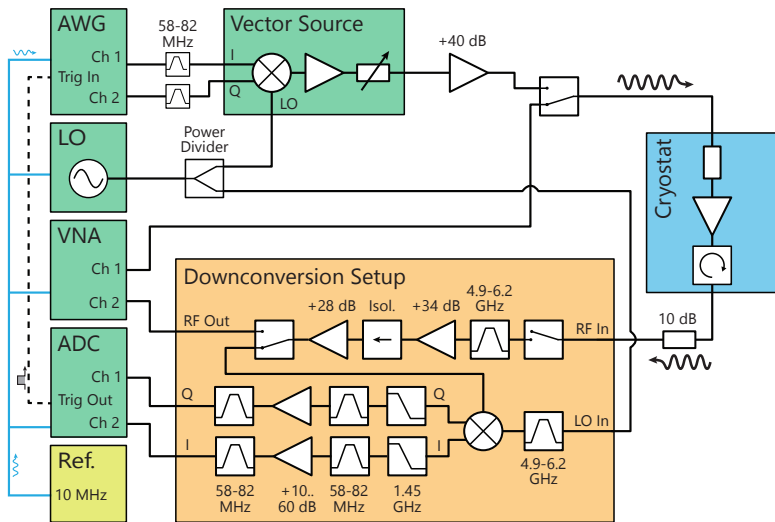 AWG
Ch 1
Trig In
Ch 2
58-82
MHz
Vector Source
I
Q
LO
+40 dB
LO
Power
Divider
Cryostat
VNA
Ch 1
Ch 2
Downconversion Setup
RF Out
+28 dB
Isol.
+34 dB
4.9-6.2
GHz
RF In
10 dB
ADC
Ch 1
Trig Out
Ch 2
Q
Q
I
I
LO In
4.9-6.2
GHz
58-82
MHz
+10..
60 dB
58-82
MHz
1.45
GHz
Ref.
10 MHz